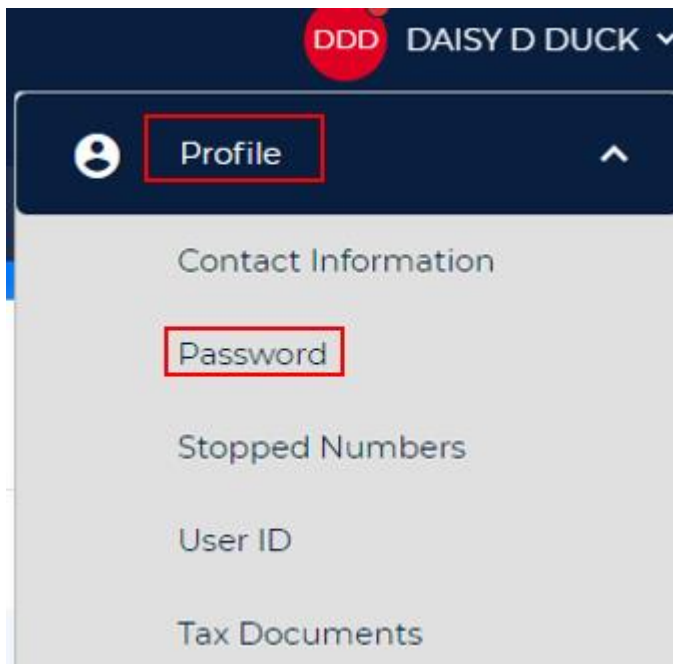 DDD DAISY D DUCK
Profile
Contact Information
Password
Stopped Numbers
User ID
Tax Documents